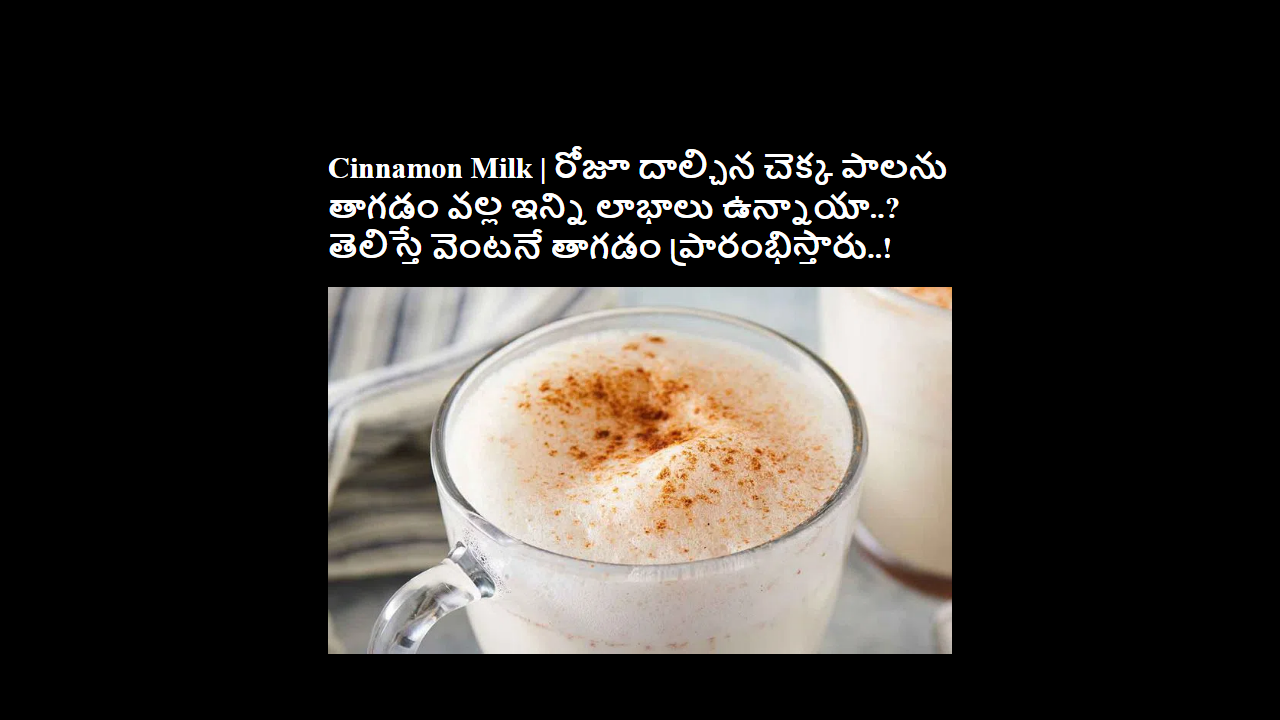 Cinnamon Milk | రోజూ దాల్చిన చెక్క పాలను
తాగడం వల్ల ఇన్ని లాభాలు ఉన్నాయా..?
తెలిస్తే వెంటనే తాగడం ప్రారంభిస్తారు..!